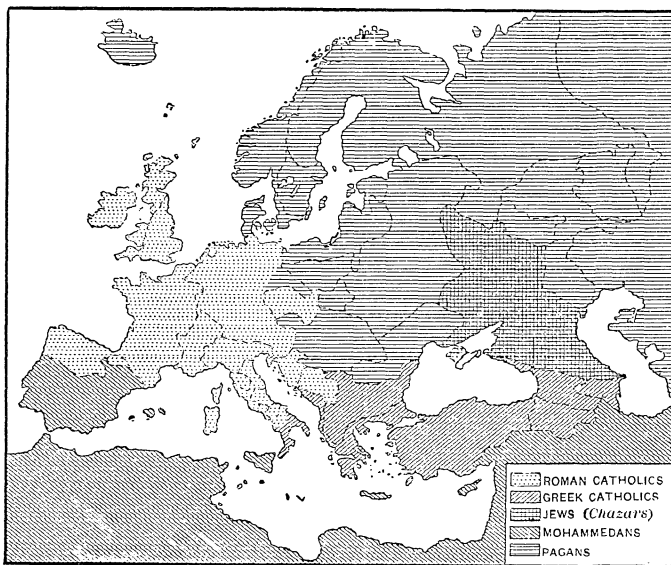 ROMAN CATHOLICS
GREEK CATHOLICS
JEWS (Chazars)
MOHAMMEDANS
PAGANS